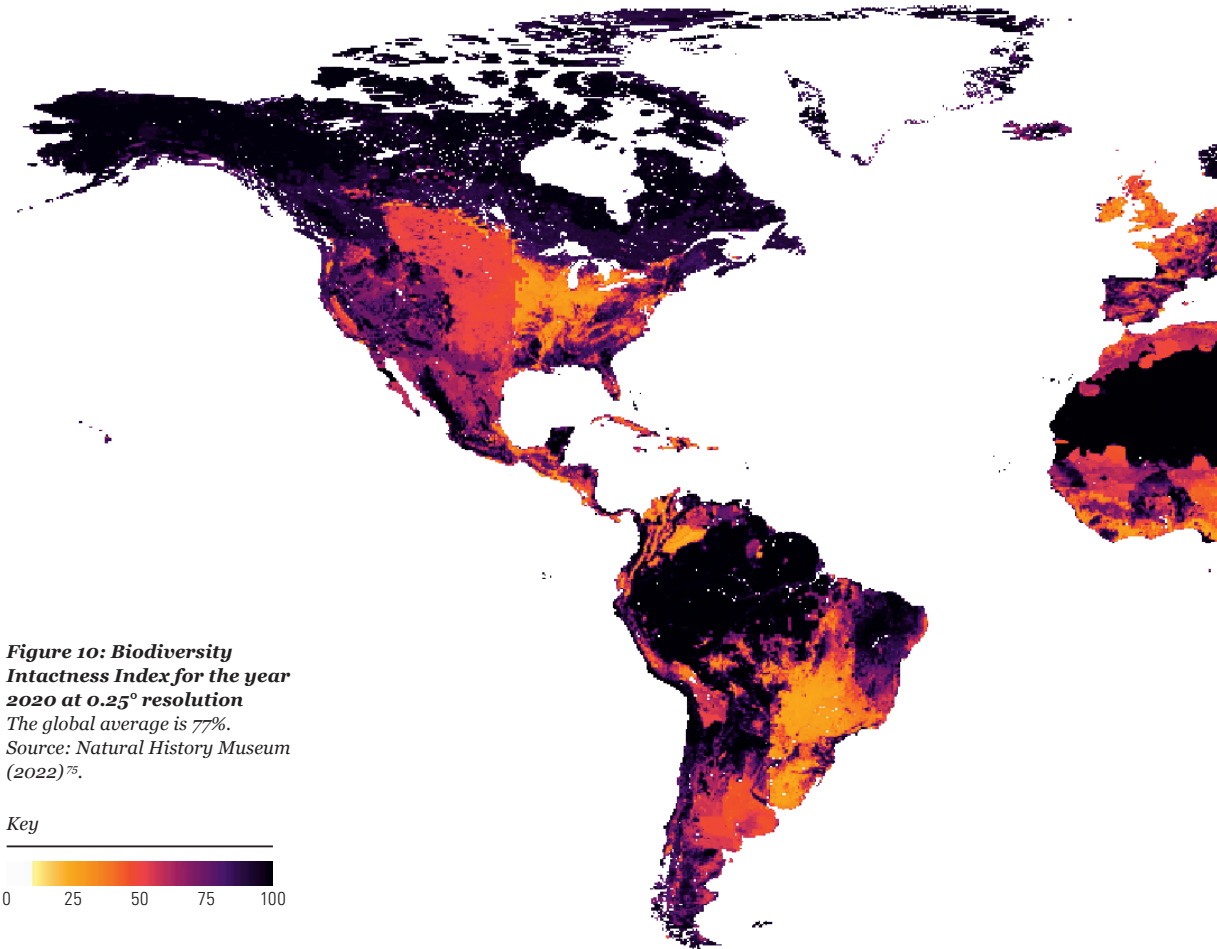 Figure 10: Biodiversity
Intactness Index for the year
2020 at 0.25° resolution
The global average is 77%.
Source: Natural History Museum
(2022)⁷⁵.
Key
0 25 50 75 100